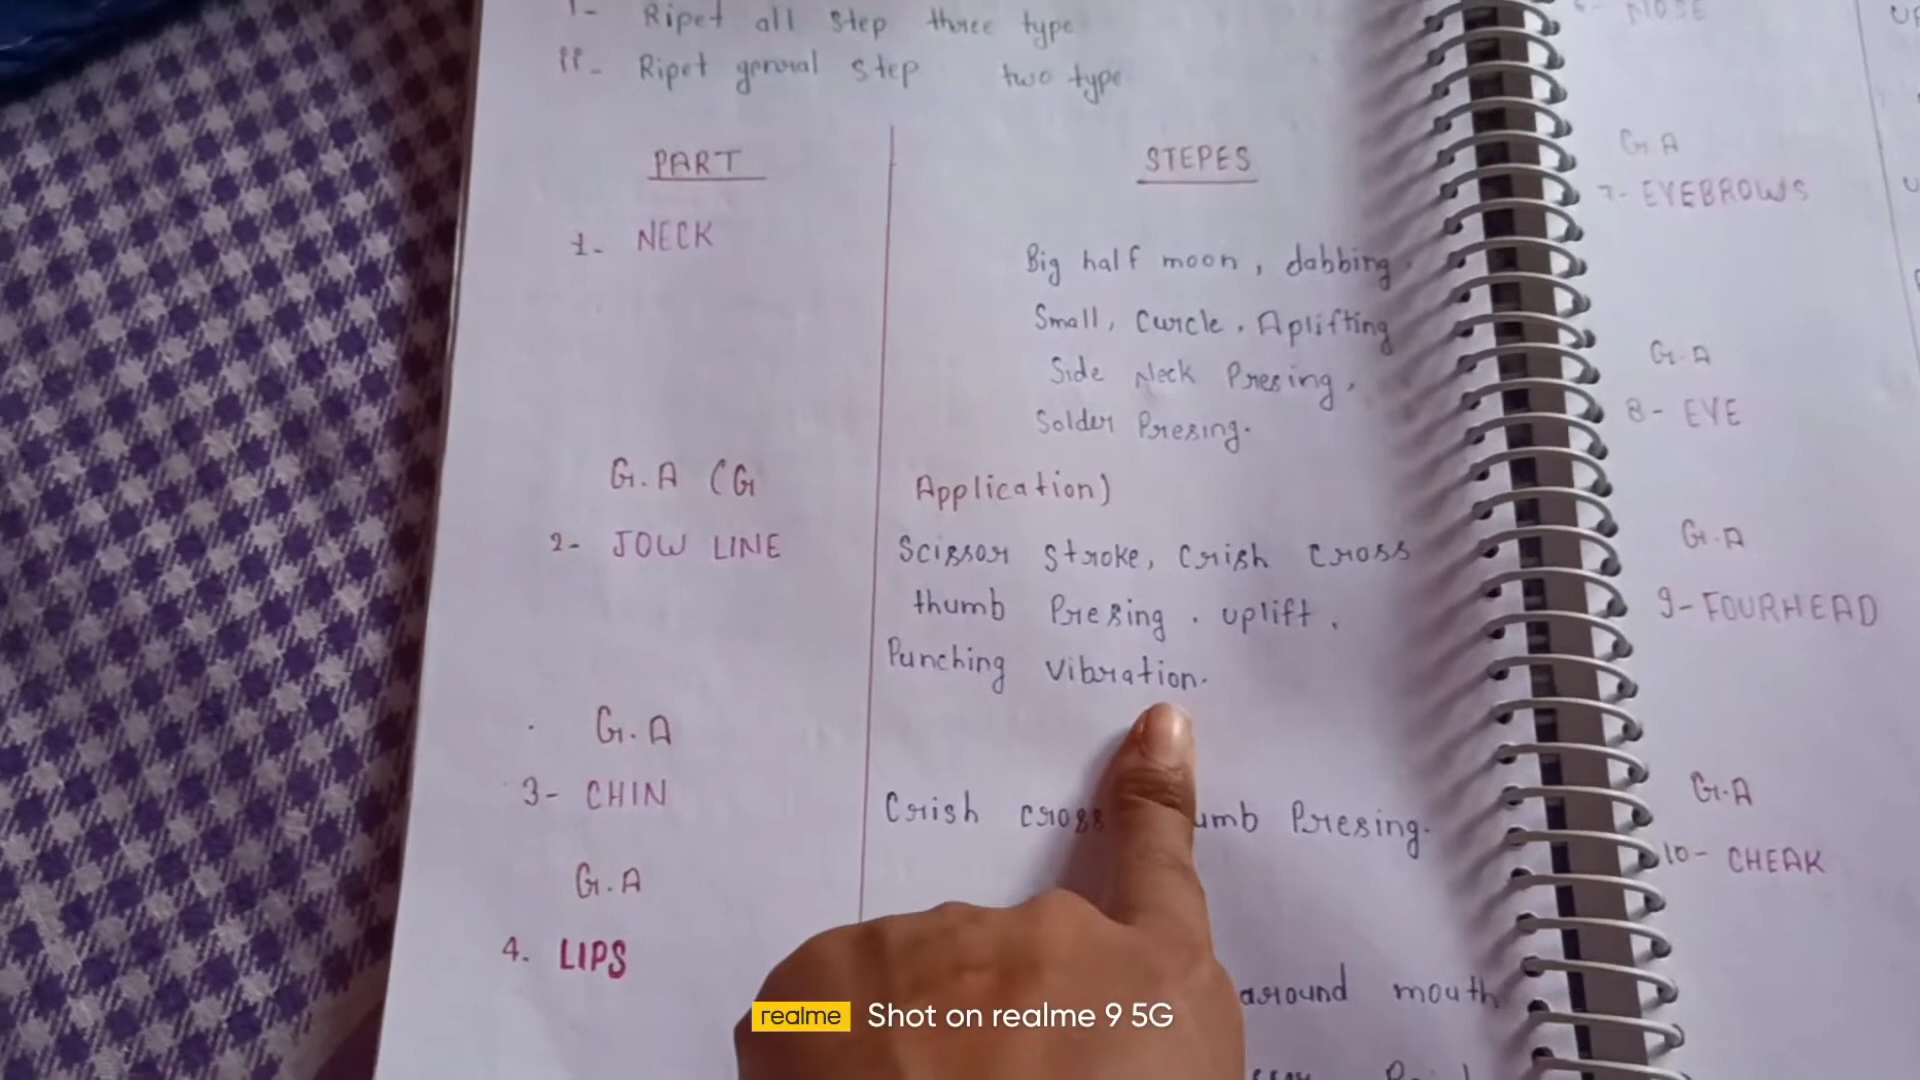 i- Ripet all step three type
ii- Ripet genral step two type
PART
STEPES
1. NECK
Big half moon, dabbing,
Small, Curcle, Aplifting
Side Neck Presing,
Solder Presing.
G.A (G Application)
2- JOW LINE
Scissor Stroke, Crish Cross
thumb Presing. uplift.
Punching Vibration.
G.A
3- CHIN
Crish cross umb Presing.
G.A
4. LIPS
around mouth
NOSE
G.A
7- EYEBROWS
G.A
8- EYE
G.A
9- FOURHEAD
G.A
10- CHEAK
realme Shot on realme 9 5G